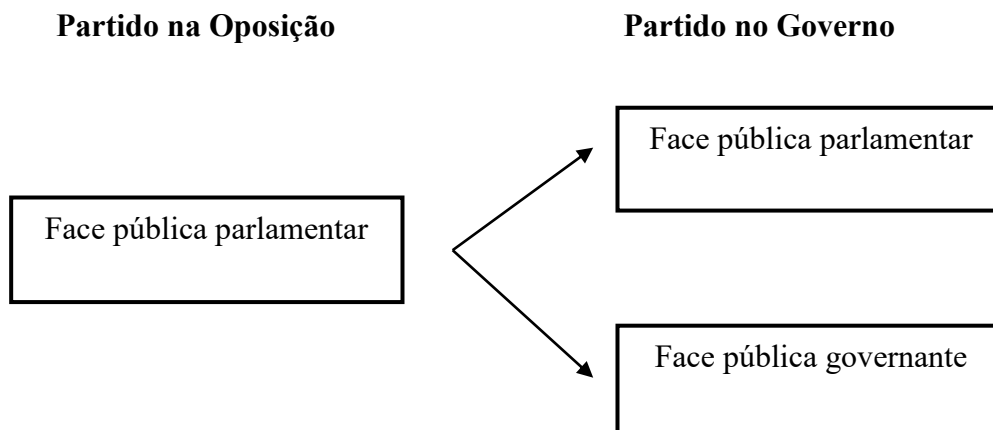 Partido na Oposição
Partido no Governo
Face pública parlamentar
Face pública parlamentar
Face pública governante